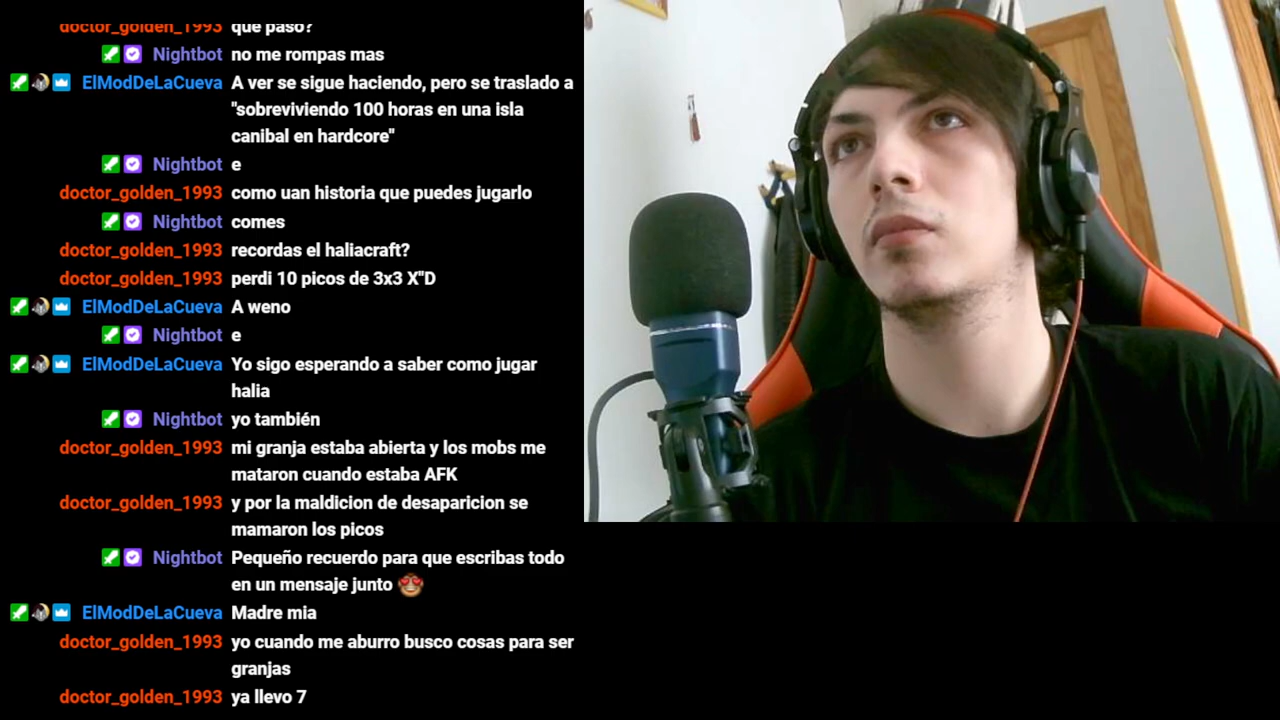 doctor_golden_1993 que paso?
Nightbot no me rompas mas
ElModDeLaCueva A ver se sigue haciendo, pero se traslado a
"sobreviviendo 100 horas en una isla
canibal en hardcore"
Nightbot e
doctor_golden_1993 como uan historia que puedes jugarlo
Nightbot comes
doctor_golden_1993 recordas el haliacraft?
doctor_golden_1993 perdi 10 picos de 3x3 X"D
ElModDeLaCueva A weno
Nightbot e
ElModDeLaCueva Yo sigo esperando a saber como jugar
halia
Nightbot yo también
doctor_golden_1993 mi granja estaba abierta y los mobs me
mataron cuando estaba AFK
doctor_golden_1993 y por la maldicion de desaparicion se
mamaron los picos
Nightbot Pequeño recuerdo para que escribas todo
en un mensaje junto
ElModDeLaCueva Madre mia
doctor_golden_1993 yo cuando me aburro busco cosas para ser
granjas
doctor_golden_1993 ya llevo 7